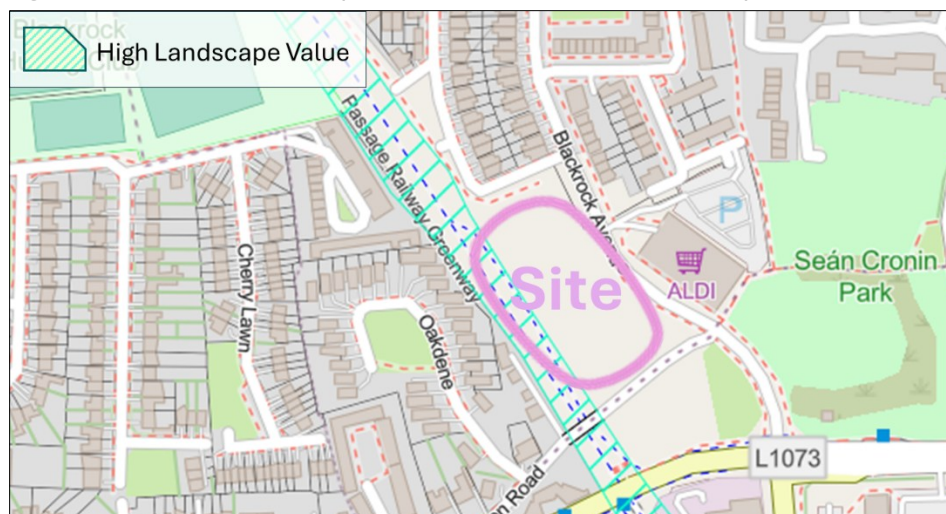 Blackrock
High Landscape Value
Passage Railway Greenway
Blackrock Ave
P
Site
ALDI
Seán Cronin
Park
Cherry Lawn
Oakdene
L1073
on Road